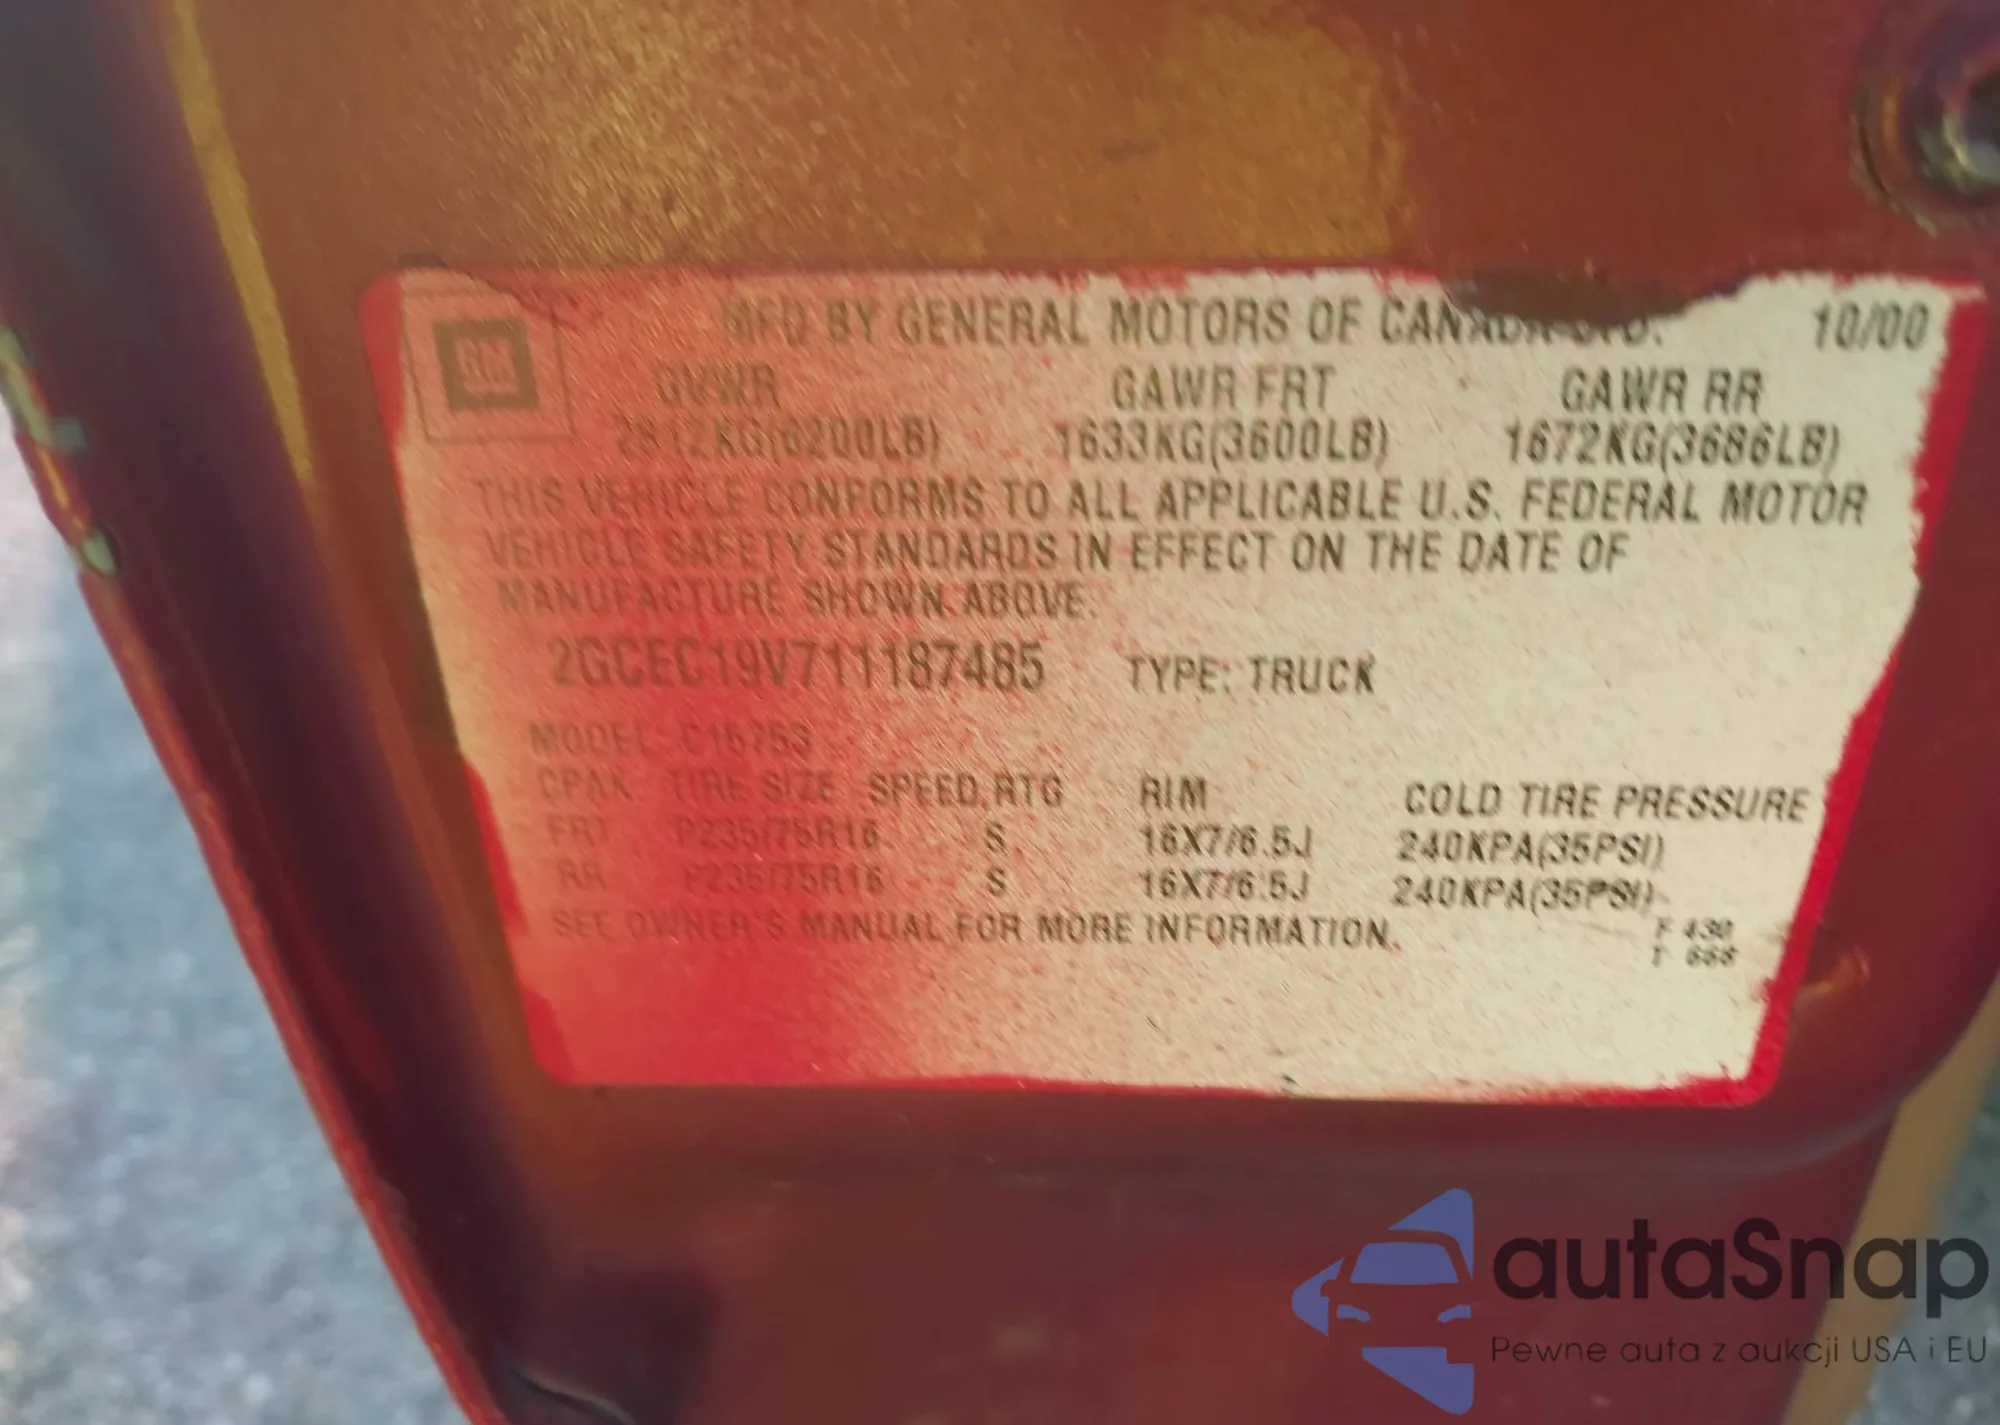 GM
MFD BY GENERAL MOTORS OF CANADA LTD. 10/00
GVWR GAWR FRT GAWR RR
2812KG(6200LB) 1633KG(3600LB) 1672KG(3686LB)
THIS VEHICLE CONFORMS TO ALL APPLICABLE U.S. FEDERAL MOTOR
VEHICLE SAFETY STANDARDS IN EFFECT ON THE DATE OF
MANUFACTURE SHOWN ABOVE.
2GCEC19V711187485 TYPE: TRUCK
MODEL: C15753
CPAK TIRE SIZE SPEED RTG RIM COLD TIRE PRESSURE
FRT P235/75R16 S 16X7/6.5J 240KPA(35PSI)
RR P235/75R16 S 16X7/6.5J 240KPA(35PSI)
SEE OWNER'S MANUAL FOR MORE INFORMATION.
F 430
T 668
autaSnap
Pewne auta z aukcji USA i EU